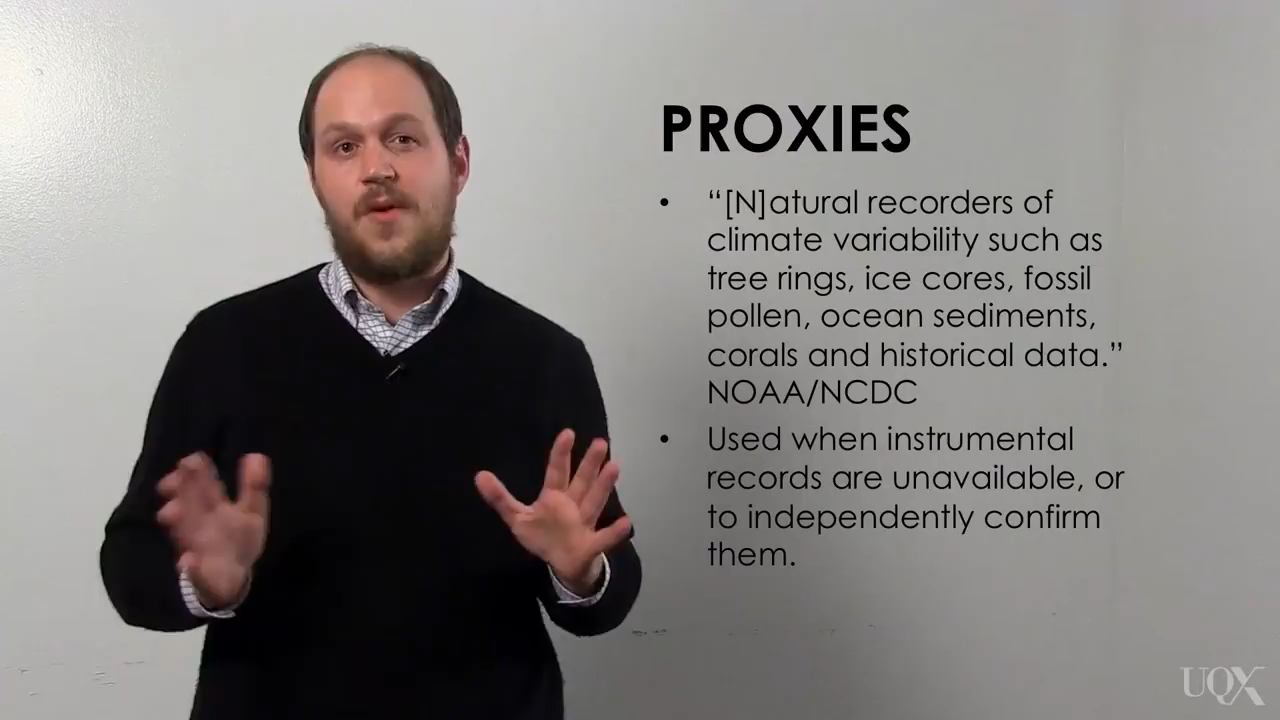 PROXIES
• “[N]atural recorders of
climate variability such as
tree rings, ice cores, fossil
pollen, ocean sediments,
corals and historical data.”
NOAA/NCDC
• Used when instrumental
records are unavailable, or
to independently confirm
them.
UQX